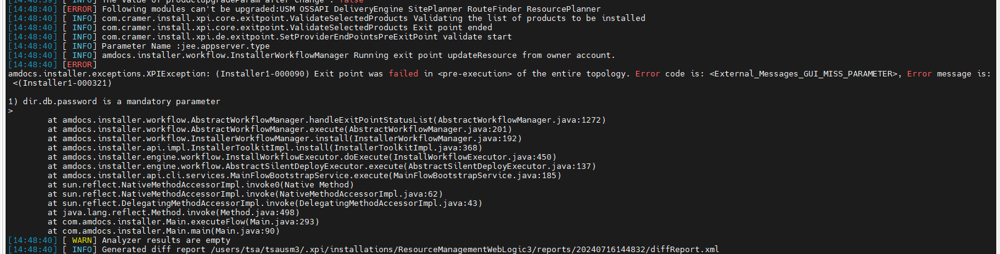 [14:48:39] [ INFO] The value of productUpgradeParam after change : false
[14:48:40] [ERROR] Following modules can't be upgraded:USM OSSAPI DeliveryEngine SitePlanner RouteFinder ResourcePlanner
[14:48:40] [ INFO] com.cramer.install.xpi.core.exitpoint.ValidateSelectedProducts Validating the list of products to be installed
[14:48:40] [ INFO] com.cramer.install.xpi.core.exitpoint.ValidateSelectedProducts Exit point ended
[14:48:40] [ INFO] com.cramer.install.xpi.de.exitpoint.SetProviderEndPointsPreExitPoint validate start
[14:48:40] [ INFO] Parameter Name :jee.appserver.type
[14:48:40] [ INFO] amdocs.installer.workflow.InstallerWorkflowManager Running exit point updateResource from owner account.
[14:48:40] [ERROR]
amdocs.installer.exceptions.XPIException: (Installer1-000090) Exit point was failed in <pre-execution> of the entire topology. Error code is: <External_Messages_GUI_MISS_PARAMETER>, Error message is:
<(Installer1-000321)
1) dir.db.password is a mandatory parameter
>
at amdocs.installer.workflow.AbstractWorkflowManager.handleExitPointStatusList(AbstractWorkflowManager.java:1272)
at amdocs.installer.workflow.AbstractWorkflowManager.execute(AbstractWorkflowManager.java:201)
at amdocs.installer.workflow.InstallerWorkflowManager.install(InstallerWorkflowManager.java:192)
at amdocs.installer.api.impl.InstallerToolkitImpl.install(InstallerToolkitImpl.java:368)
at amdocs.installer.engine.workflow.InstallWorkflowExecutor.doExecute(InstallWorkflowExecutor.java:450)
at amdocs.installer.engine.workflow.AbstractSilentDeployExecutor.execute(AbstractSilentDeployExecutor.java:137)
at amdocs.installer.api.cli.services.MainFlowBootstrapService.execute(MainFlowBootstrapService.java:185)
at sun.reflect.NativeMethodAccessorImpl.invoke0(Native Method)
at sun.reflect.NativeMethodAccessorImpl.invoke(NativeMethodAccessorImpl.java:62)
at sun.reflect.DelegatingMethodAccessorImpl.invoke(DelegatingMethodAccessorImpl.java:43)
at java.lang.reflect.Method.invoke(Method.java:498)
at com.amdocs.installer.Main.executeFlow(Main.java:293)
at com.amdocs.installer.Main.main(Main.java:90)
[14:48:40] [ WARN] Analyzer results are empty
[14:48:40] [ INFO] Generated diff report /users/tsa/tsausm3/.xpi/installations/ResourceManagementWebLogic3/reports/20240716144832/diffReport.xml